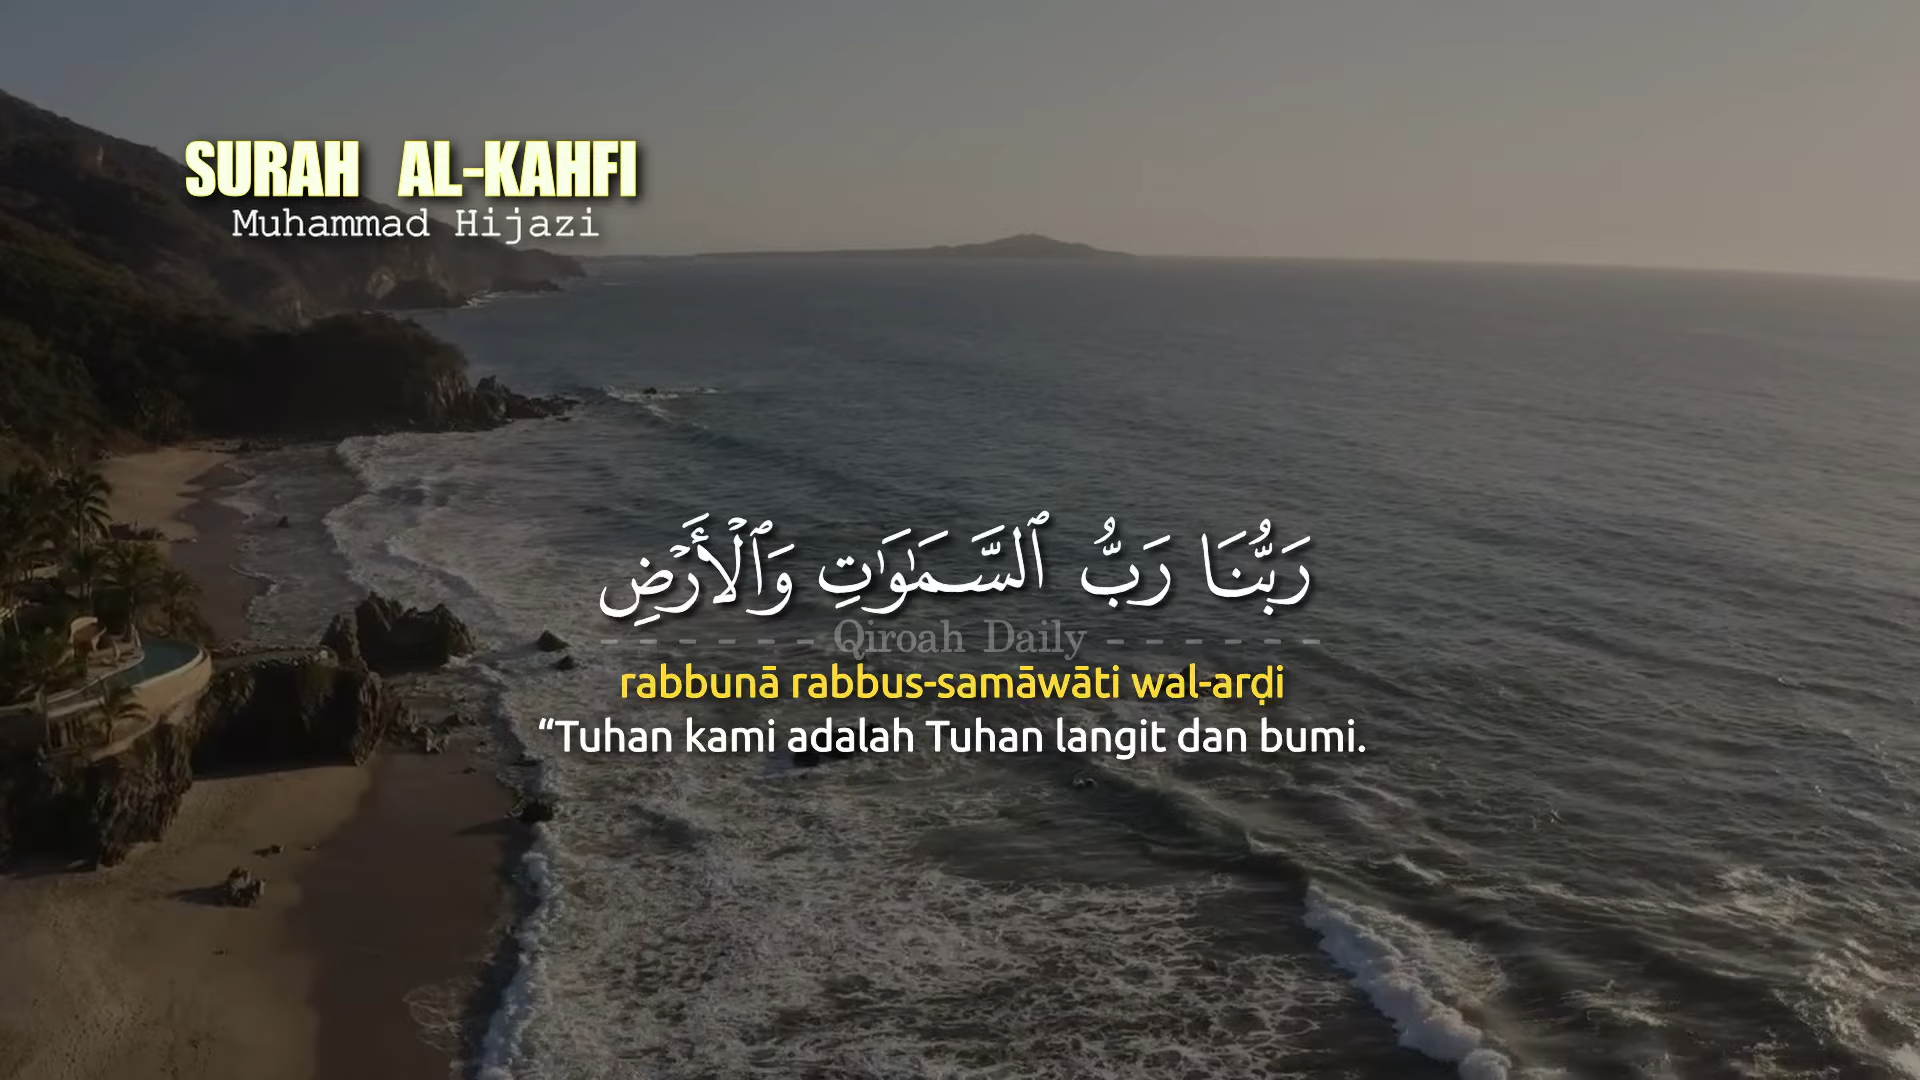 SURAH AL-KAHFI
Muhammad Hijazi
رَبُّنَا رَبُّ ٱلسَّمَٰوَٰتِ وَٱلْأَرْضِ
- - - - - - Qiroah Daily - - - - - -
rabbunā rabbus-samāwāti wal-arḍi
“Tuhan kami adalah Tuhan langit dan bumi.